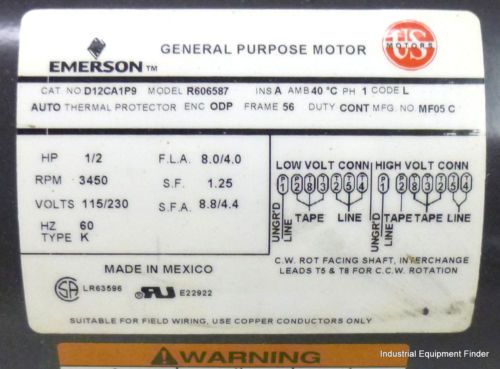 EMERSON™
GENERAL PURPOSE MOTOR
US MOTORS
CAT NO D12CA1P9 MODEL R606587 INS A AMB 40 °C PH 1 CODE L
AUTO THERMAL PROTECTOR ENC ODP FRAME 56 DUTY CONT MFG. NO. MF05 C
HP 1/2 F.L.A. 8.0/4.0
RPM 3450 S.F. 1.25
VOLTS 115/230 S.F.A. 8.8/4.4
HZ 60
TYPE K
LOW VOLT CONN HIGH VOLT CONN
P1 P2 T8 T3 T2 T5 T4 P1 P2 T8 T3 T2 T5 T4
UNGR'D LINE TAPE LINE UNGR'D LINE TAPE TAPE LINE
C.W. ROT FACING SHAFT, INTERCHANGE
LEADS T5 & T8 FOR C.C.W. ROTATION
MADE IN MEXICO
SA LR63596 RU E22922
SUITABLE FOR FIELD WIRING, USE COPPER CONDUCTORS ONLY
WARNING
Industrial Equipment Finder